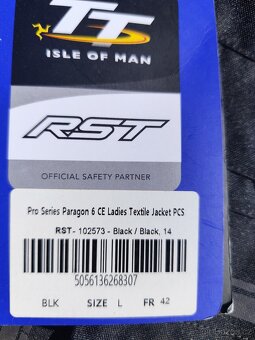 TT
ISLE OF MAN
RST
OFFICIAL SAFETY PARTNER
Pro Series Paragon 6 CE Ladies Textile Jacket PCS
RST- 102573 - Black / Black, 14
5056136268307
BLK SIZE L FR 42